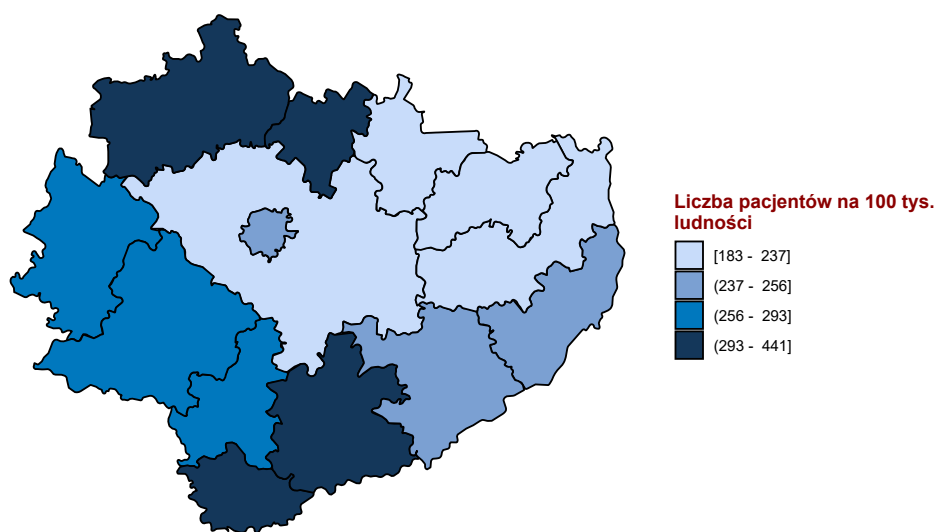 Liczba pacjentów na 100 tys.
ludności
[183 - 237]
(237 - 256]
(256 - 293]
(293 - 441]